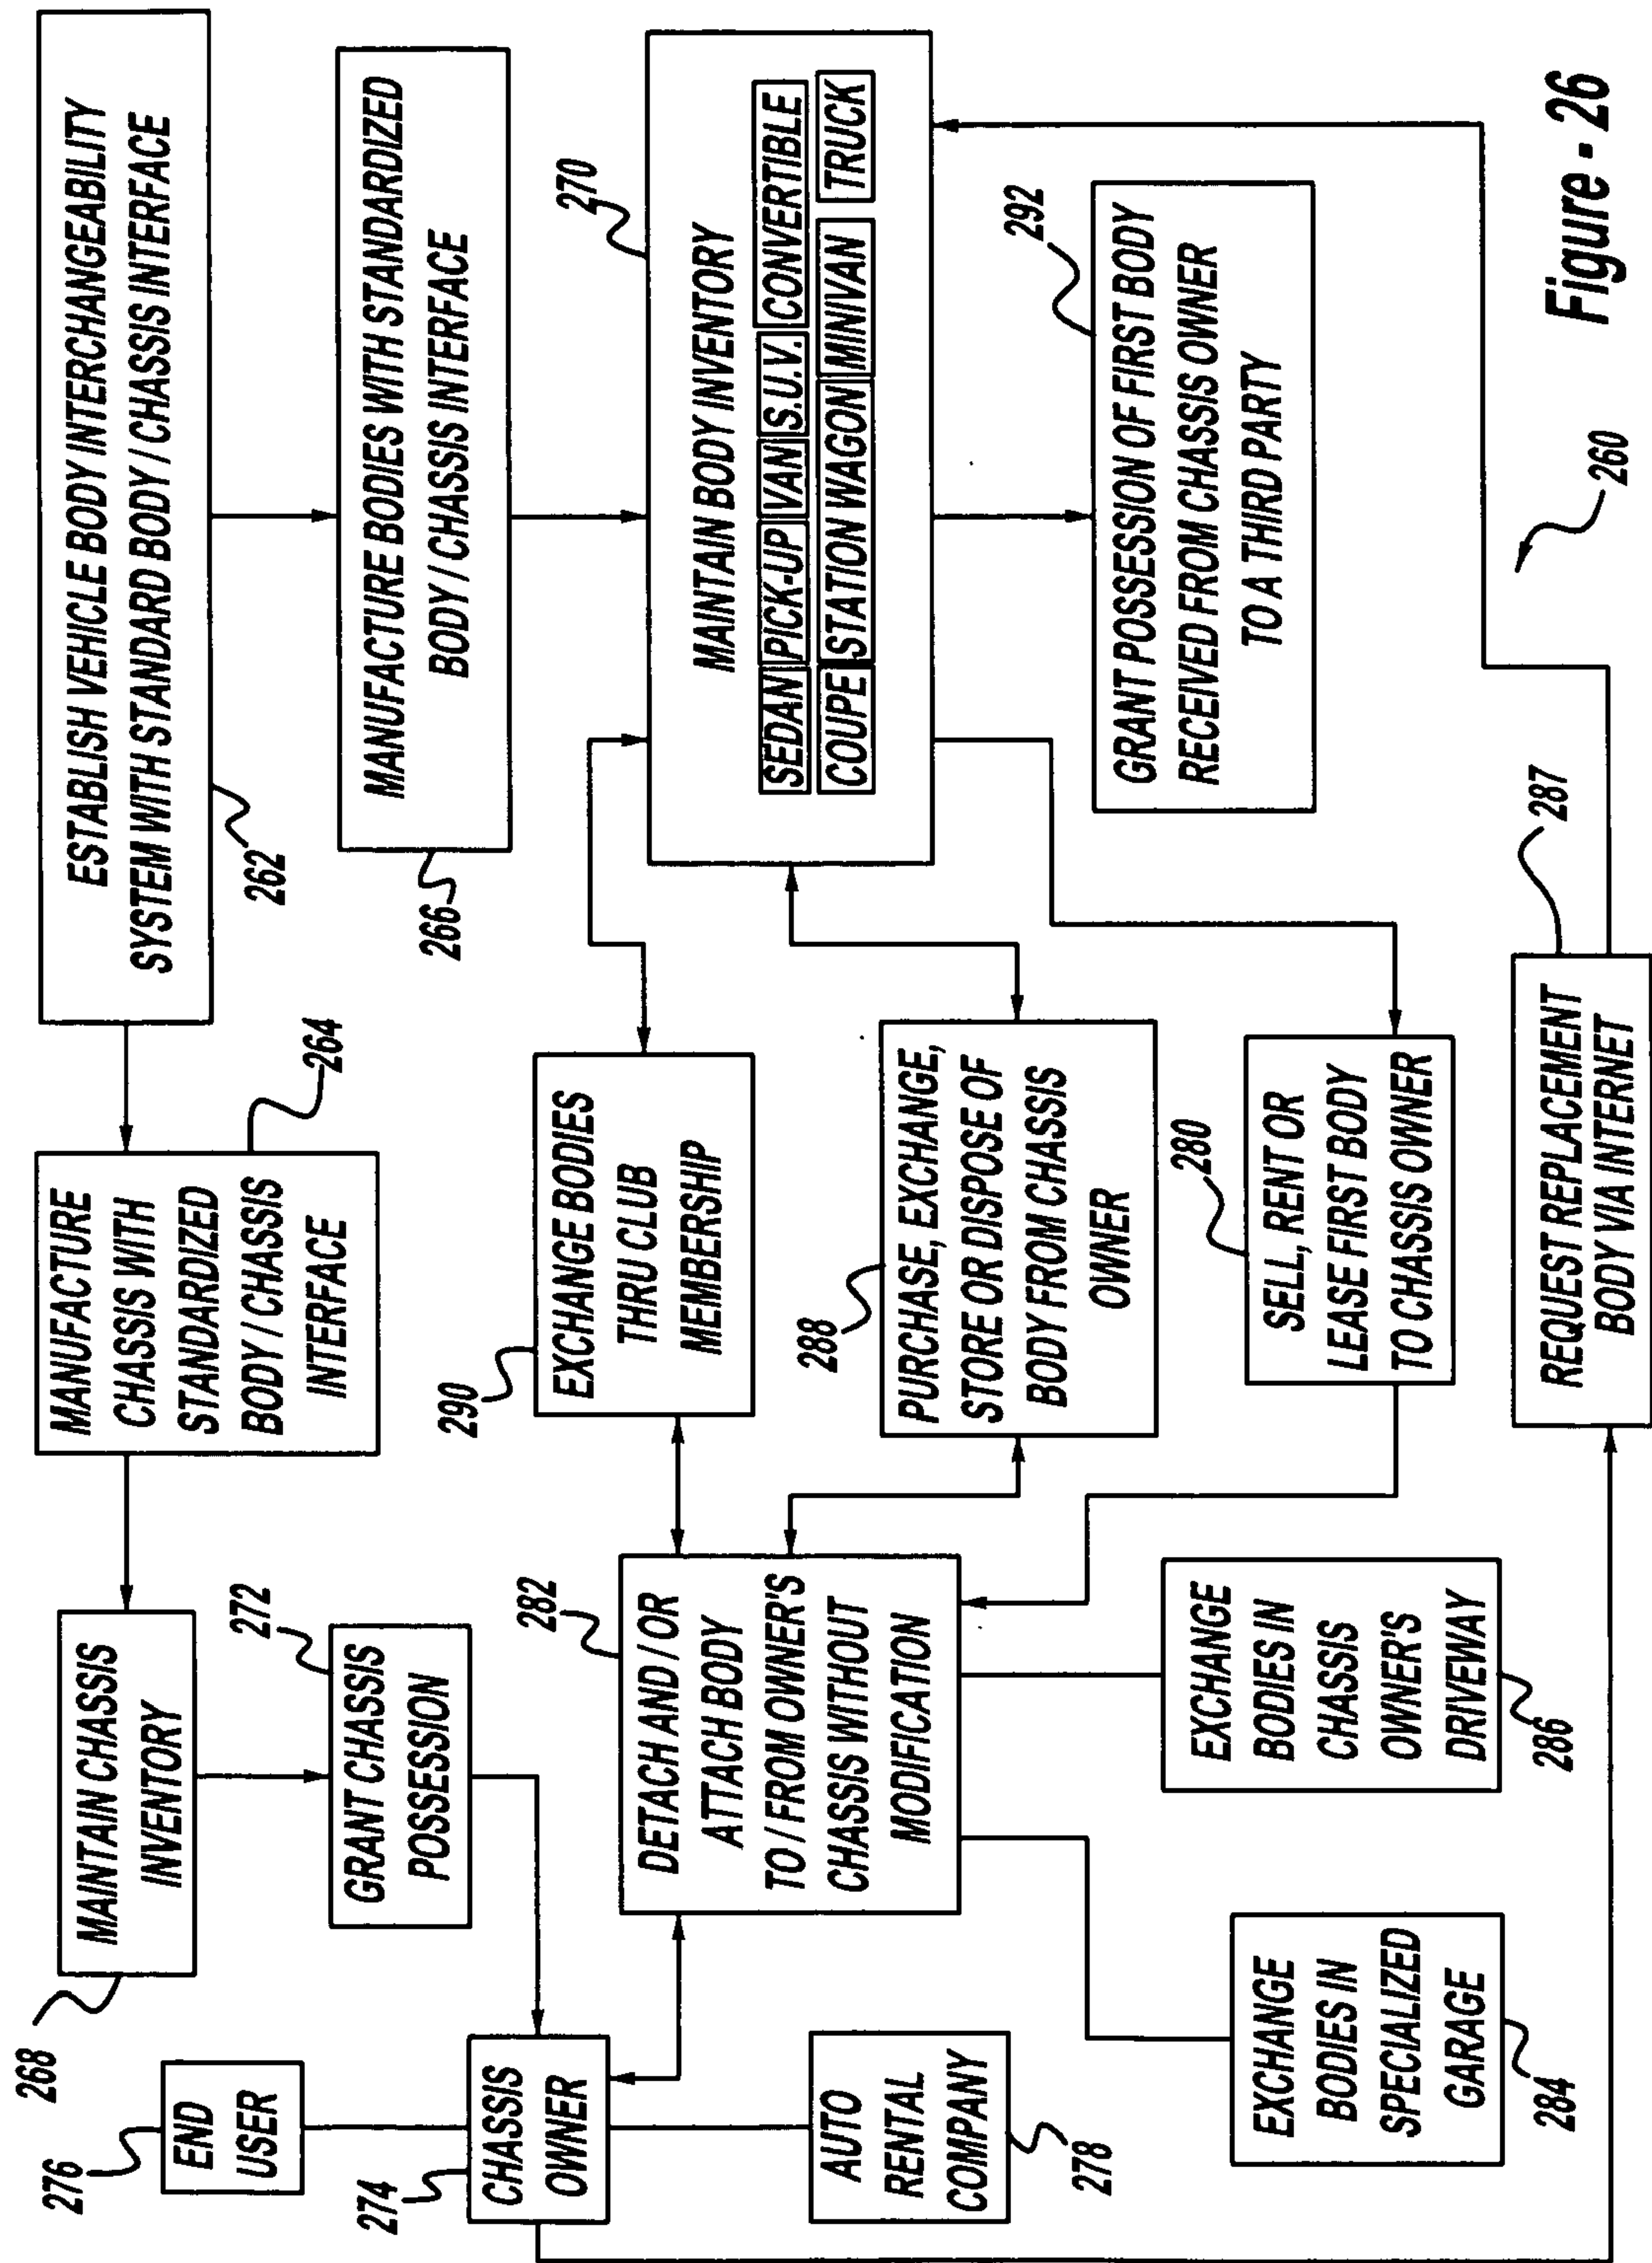 ESTABLISH VEHICLE BODY INTERCHANGEABILITY
SYSTEM WITH STANDARD BODY / CHASSIS INTERFACE
262
MANUFACTURE
CHASSIS WITH
STANDARDIZED
BODY / CHASSIS
INTERFACE
264
MANUFACTURE BODIES WITH STANDARDIZED
BODY / CHASSIS INTERFACE
266
268
MAINTAIN CHASSIS
INVENTORY
272
GRANT CHASSIS
POSSESSION
276
END
USER
274
CHASSIS
OWNER
AUTO
RENTAL
COMPANY
278
282
DETACH AND / OR
ATTACH BODY
TO / FROM OWNER'S
CHASSIS WITHOUT
MODIFICATION
290
EXCHANGE BODIES
THRU CLUB
MEMBERSHIP
288
PURCHASE, EXCHANGE,
STORE OR DISPOSE OF
BODY FROM CHASSIS
OWNER
280
SELL, RENT OR
LEASE FIRST BODY
TO CHASSIS OWNER
270
MAINTAIN BODY INVENTORY
SEDAN PICK-UP VAN S.U.V. CONVERTIBLE
COUPE STATION WAGON MINIVAN TRUCK
292
GRANT POSSESSION OF FIRST BODY
RECEIVED FROM CHASSIS OWNER
TO A THIRD PARTY
EXCHANGE
BODIES IN
SPECIALIZED
GARAGE
284
EXCHANGE
BODIES IN
CHASSIS
OWNER'S
DRIVEWAY
286
287
REQUEST REPLACEMENT
BODY VIA INTERNET
260
Figure - 26